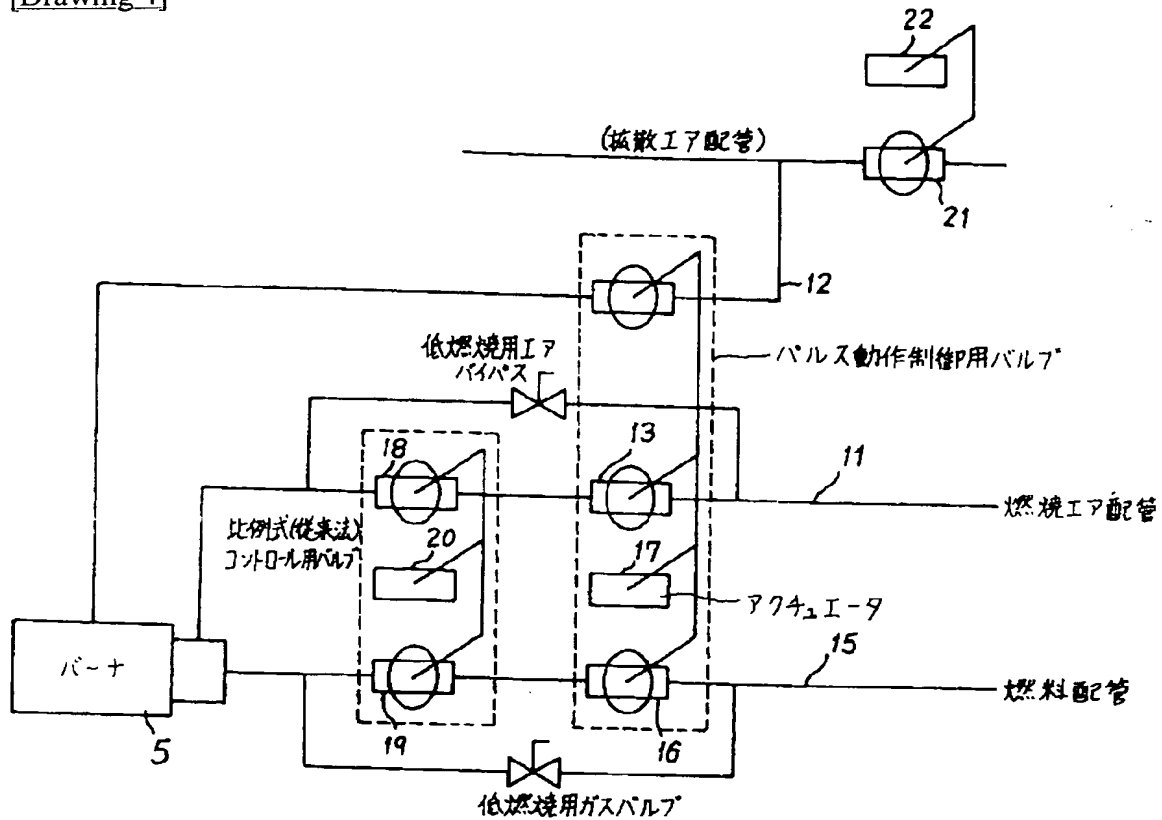 [Drawing 4]
22
(拡散エア配管)
21
12
低燃焼用エア
バイパス
パルス動作制御用バルブ
18
13
11
燃焼エア配管
比例式(従来法)
コントロール用バルブ
20
17
アクチュエータ
バーナ
15
燃料配管
5
19
16
低燃焼用ガスバルブ